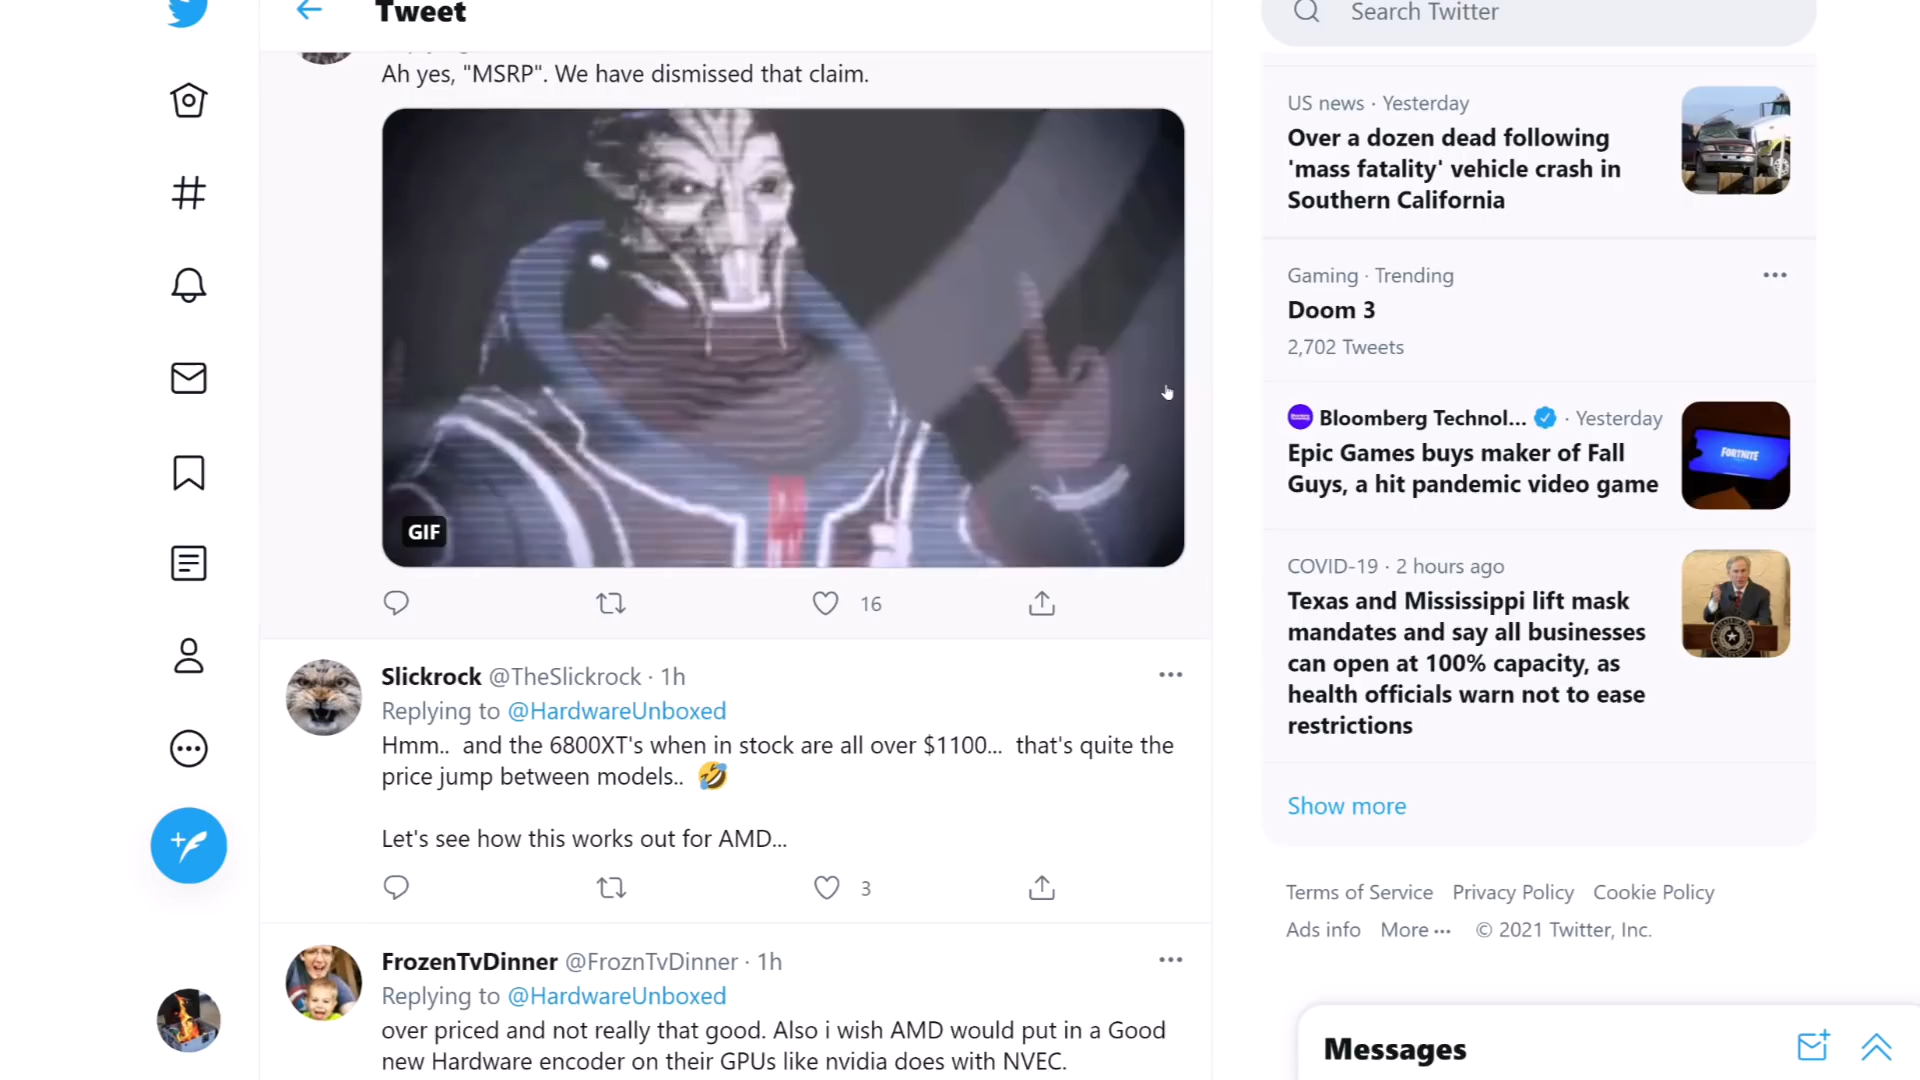 Tweet
Search Twitter
Ah yes, "MSRP". We have dismissed that claim.
GIF
16
Slickrock @TheSlickrock · 1h
Replying to @HardwareUnboxed
Hmm.. and the 6800XT's when in stock are all over $1100... that's quite the
price jump between models.. 🤣
Let's see how this works out for AMD...
3
FrozenTvDinner @FroznTvDinner · 1h
Replying to @HardwareUnboxed
over priced and not really that good. Also i wish AMD would put in a Good
new Hardware encoder on their GPUs like nvidia does with NVEC.
US news · Yesterday
Over a dozen dead following
'mass fatality' vehicle crash in
Southern California
Gaming · Trending
Doom 3
2,702 Tweets
Bloomberg Technol... · Yesterday
Epic Games buys maker of Fall
Guys, a hit pandemic video game
FORTNITE
COVID-19 · 2 hours ago
Texas and Mississippi lift mask
mandates and say all businesses
can open at 100% capacity, as
health officials warn not to ease
restrictions
Show more
Terms of Service Privacy Policy Cookie Policy
Ads info More ··· © 2021 Twitter, Inc.
Messages